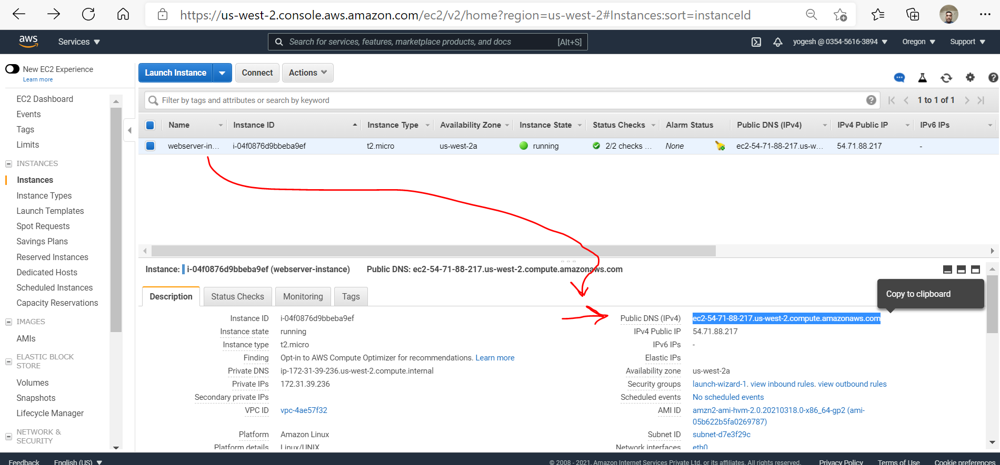 https://us-west-2.console.aws.amazon.com/ec2/v2/home?region=us-west-2#Instances:sort=instanceId
aws Services Search for services, features, marketplace products, and docs [Alt+S] yogesh @ 0354-5616-3894 Oregon Support
New EC2 Experience
Learn more
Launch Instance Connect Actions
EC2 Dashboard
Events
Tags
Limits
INSTANCES
Instances
Instance Types
Launch Templates
Spot Requests
Savings Plans
Reserved Instances
Dedicated Hosts
Scheduled Instances
Capacity Reservations
IMAGES
AMIs
ELASTIC BLOCK
STORE
Volumes
Snapshots
Lifecycle Manager
NETWORK &
SECURITY
Filter by tags and attributes or search by keyword 1 to 1 of 1
Name Instance ID Instance Type Availability Zone Instance State Status Checks Alarm Status Public DNS (IPv4) IPv4 Public IP IPv6 IPs
webserver-in... i-04f0876d9bbeba9ef t2.micro us-west-2a running 2/2 checks ... None ec2-54-71-88-217.us-w... 54.71.88.217 -
Instance: i-04f0876d9bbeba9ef (webserver-instance) Public DNS: ec2-54-71-88-217.us-west-2.compute.amazonaws.com
Copy to clipboard
Description Status Checks Monitoring Tags
Instance ID i-04f0876d9bbeba9ef
Instance state running
Instance type t2.micro
Finding Opt-in to AWS Compute Optimizer for recommendations. Learn more
Private DNS ip-172-31-39-236.us-west-2.compute.internal
Private IPs 172.31.39.236
Secondary private IPs
VPC ID vpc-4ae57f32
Platform Amazon Linux
Platform details Linux/UNIX
Public DNS (IPv4) ec2-54-71-88-217.us-west-2.compute.amazonaws.com
IPv4 Public IP 54.71.88.217
IPv6 IPs -
Elastic IPs
Availability zone us-west-2a
Security groups launch-wizard-1. view inbound rules. view outbound rules
Scheduled events No scheduled events
AMI ID amzn2-ami-hvm-2.0.20210318.0-x86_64-gp2 (ami-
05b622b5fa0269787)
Subnet ID subnet-d7e3f29c
Network interfaces eth0
Feedback English (US) © 2008 - 2021, Amazon Internet Services Private Ltd. or its affiliates. All rights reserved. Privacy Policy Terms of Use Cookie preferences